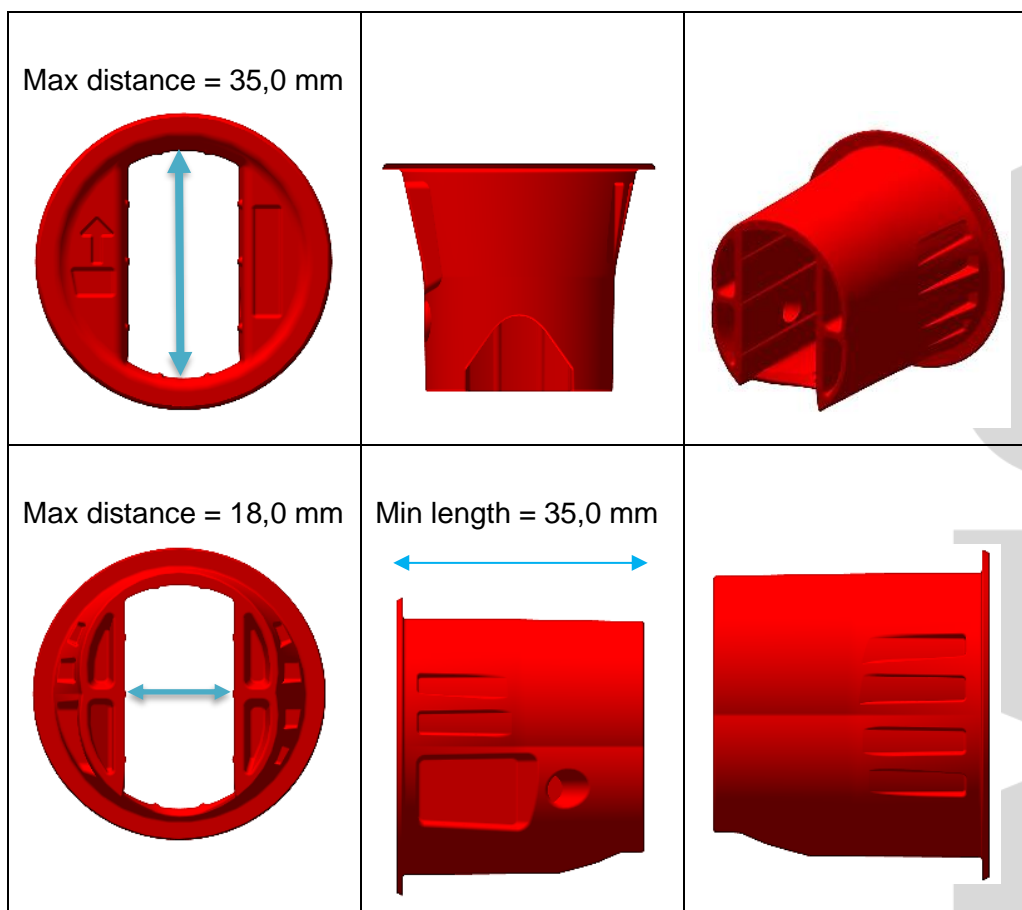 Max distance = 35,0 mm
Max distance = 18,0 mm
Min length = 35,0 mm